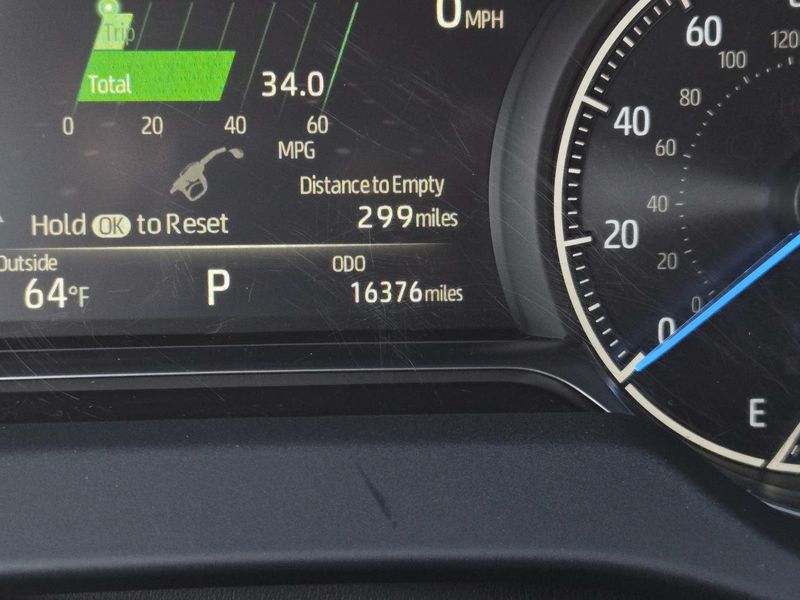 0 MPH
Trip
Total 34.0
0 20 40 60
MPG
Distance to Empty
299 miles
Hold OK to Reset
Outside
64°F
P
ODO
16376 miles
60
40
20
0
120
100
80
60
40
20
0
E